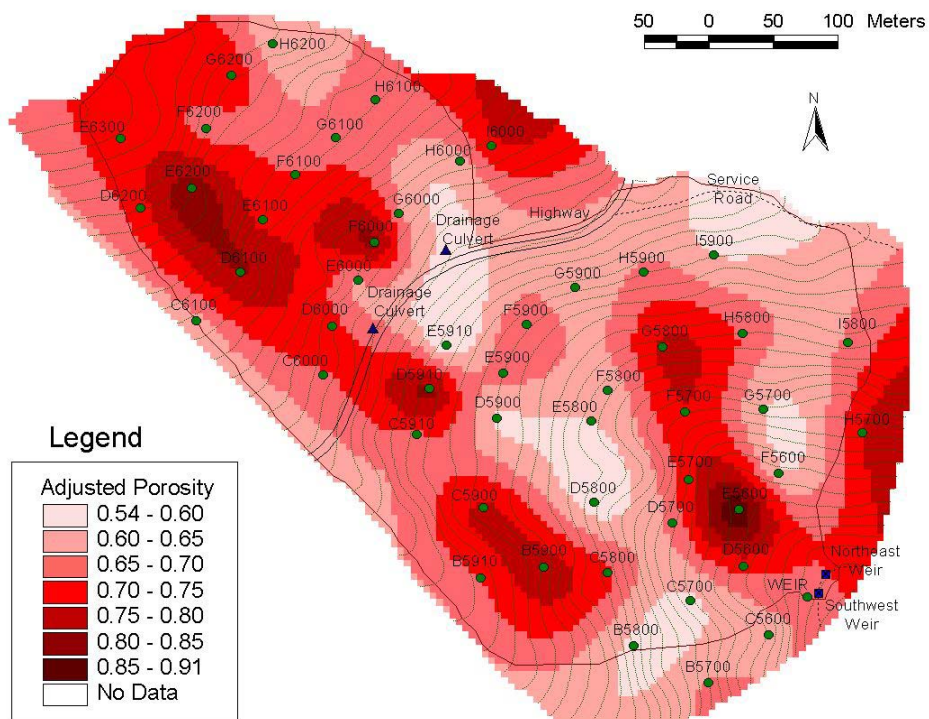 50 0 50 100 Meters
N
H6200
G6200
H6100
F6200
G6100
E6300
I6000
H6000
F6100
E6200
D6200
E6100
G6000
Drainage
Culvert
Highway
Service
Road
F6000
I5900
D6100
E6000
H5900
G5900
Drainage
Culvert
C6100
D6000
F5900
H5800
I5800
E5910
G5800
E5900
C6000
D5910
F5800
D5900
E5800
F5700
G5700
H5700
C5910
E5700
F5600
C5900
D5800
D5700
E5600
B5900
C5800
D5600
B5910
Northeast
Weir
WEIR
Southwest
Weir
C5700
C5600
B5800
B5700
Legend
Adjusted Porosity
0.54 - 0.60
0.60 - 0.65
0.65 - 0.70
0.70 - 0.75
0.75 - 0.80
0.80 - 0.85
0.85 - 0.91
No Data